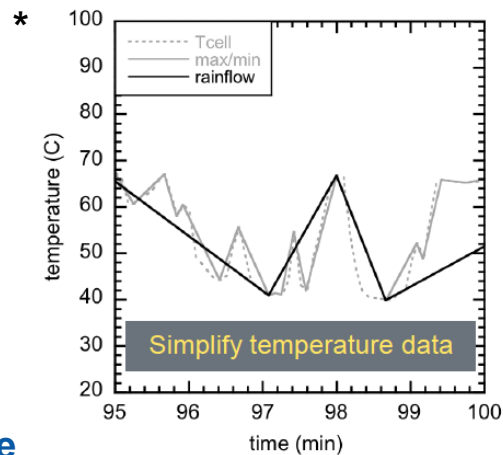 *
100
90
80
70
60
50
40
30
20
temperature (C)
Tcell
max/min
rainflow
Simplify temperature data
95 96 97 98 99 100
time (min)
e